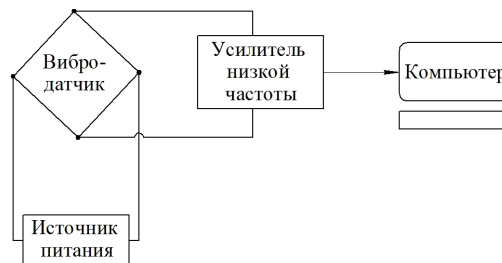 Вибро-
датчик
Усилитель
низкой
частоты
Компьютер
Источник
питания